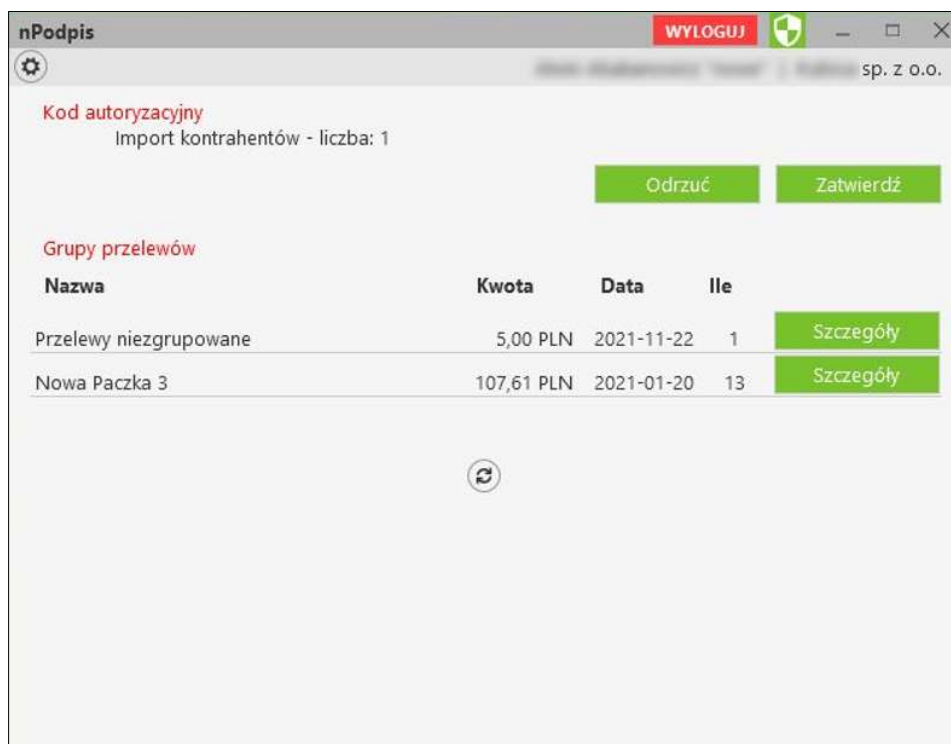 nPodpis WYLOGUJ
sp. z o.o.
Kod autoryzacyjny
Import kontrahentów - liczba: 1
Odrzuć Zatwierdź
Grupy przelewów
Nazwa Kwota Data Ile
Przelewy niezgrupowane 5,00 PLN 2021-11-22 1 Szczegóły
Nowa Paczka 3 107,61 PLN 2021-01-20 13 Szczegóły